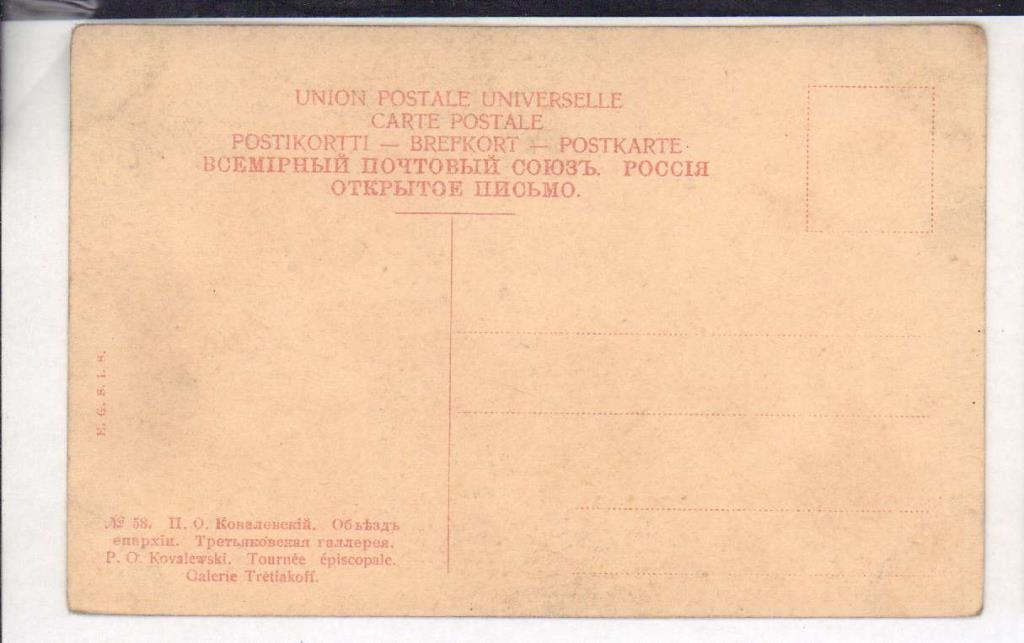 UNION POSTALE UNIVERSELLE
CARTE POSTALE
POSTIKORTTI — BREFKORT — POSTKARTE
ВСЕМІРНЫЙ ПОЧТОВЫЙ СОЮЗЪ. РОССІЯ
ОТКРЫТОЕ ПИСЬМО.
E. G. S. I. S.
№ 58. П. О. Ковалевскій. Объѣздъ
епархіи. Третьяковская галлерея.
P. O. Kovalewski. Tournée épiscopale.
Galerie Trétiakoff.